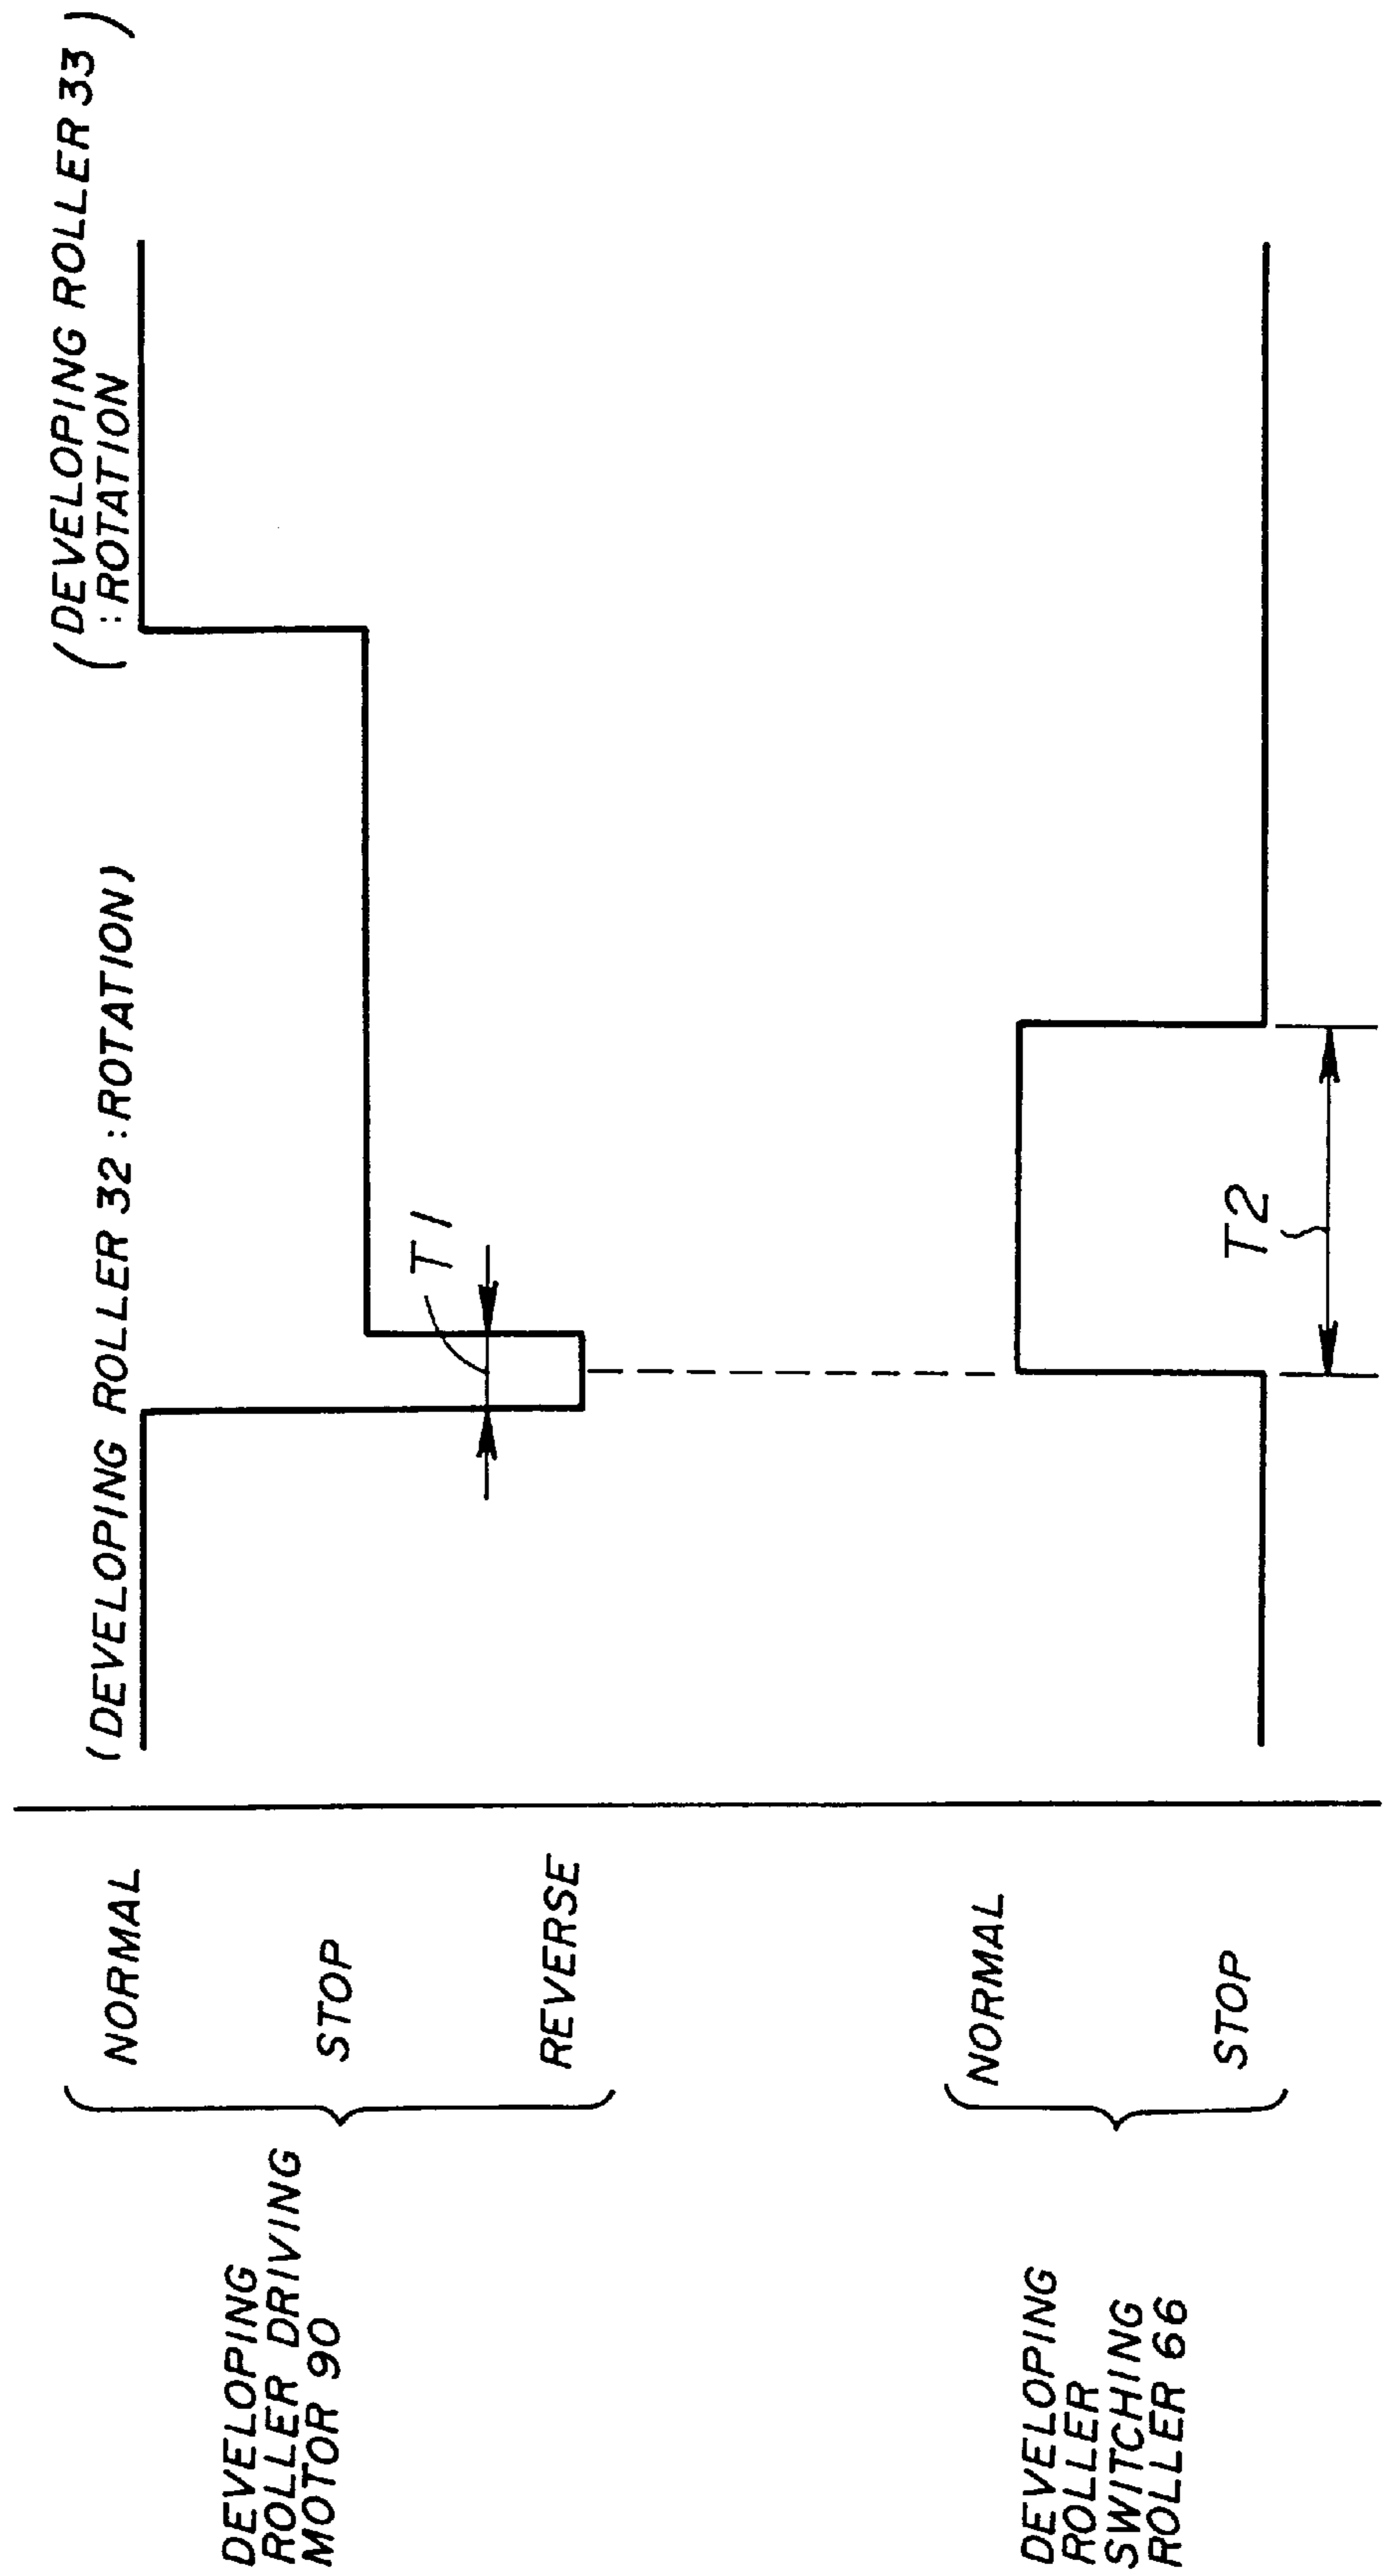 (DEVELOPING ROLLER 32 : ROTATION)
(DEVELOPING ROLLER 33
: ROTATION)
DEVELOPING
ROLLER DRIVING
MOTOR 90
NORMAL
STOP
REVERSE
T1
DEVELOPING
ROLLER
SWITCHING
ROLLER 66
NORMAL
STOP
T2